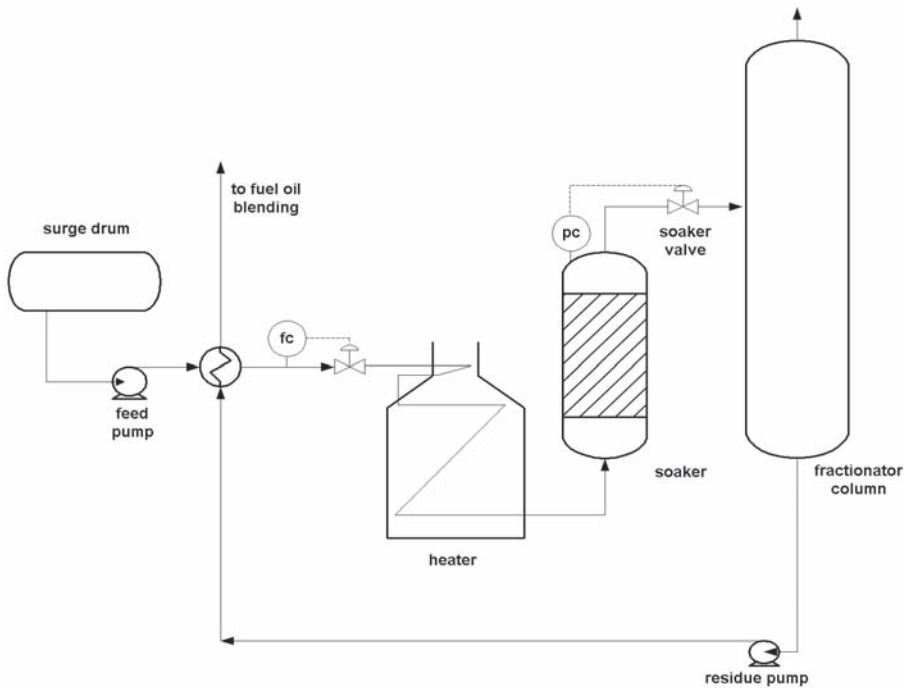 to fuel oil
blending
surge drum
feed
pump
fc
heater
pc
soaker
valve
soaker
fractionator
column
residue pump